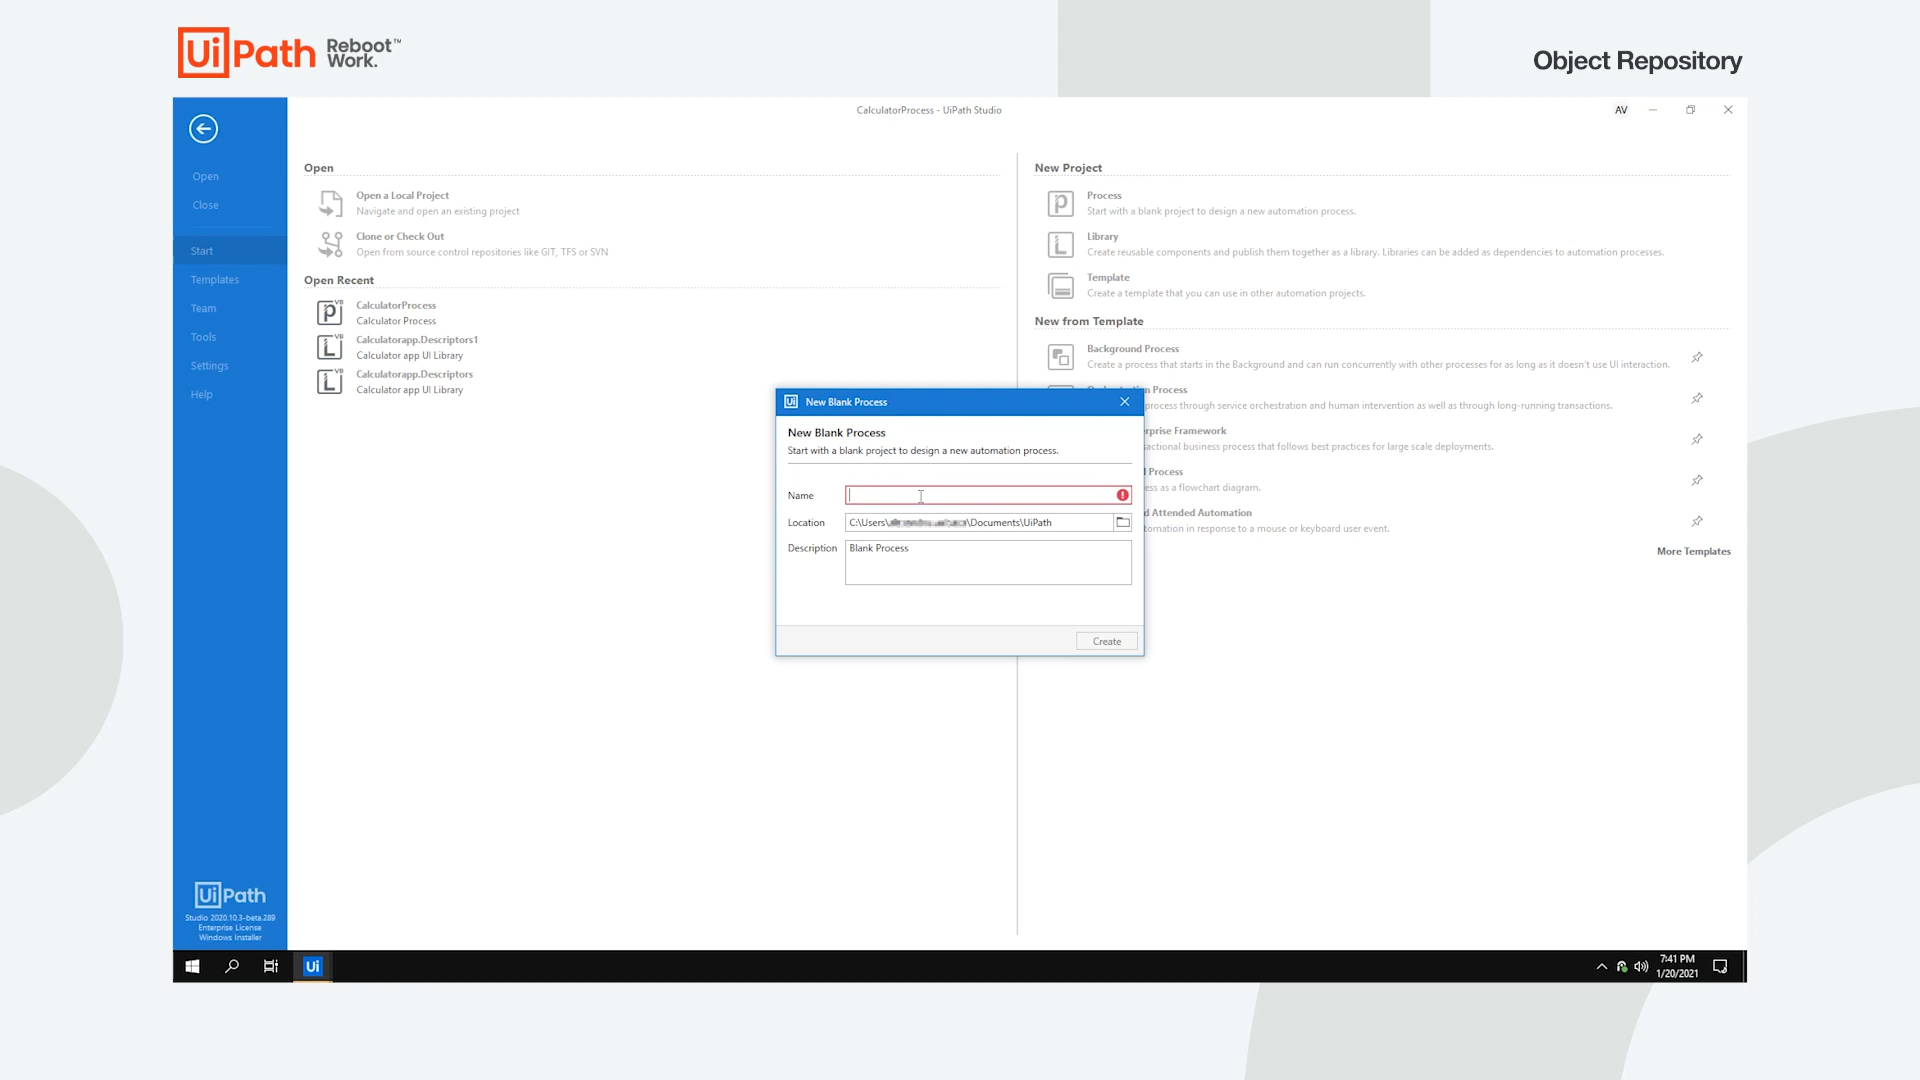 UiPath Reboot Work.™
Object Repository
CalculatorProcess - UiPath Studio
AV
Open
Close
Start
Templates
Team
Tools
Settings
Help
UiPath
Studio 2020.10.3-beta.289
Enterprise License
Windows Installer
Open
Open a Local Project
Navigate and open an existing project
Clone or Check Out
Open from source control repositories like GIT, TFS or SVN
Open Recent
VB
CalculatorProcess
Calculator Process
VB
Calculatorapp.Descriptors1
Calculator app UI Library
VB
Calculatorapp.Descriptors
Calculator app UI Library
New Project
Process
Start with a blank project to design a new automation process.
Library
Create reusable components and publish them together as a library. Libraries can be added as dependencies to automation processes.
Template
Create a template that you can use in other automation projects.
New from Template
Background Process
Create a process that starts in the Background and can run concurrently with other processes for as long as it doesn't use UI interaction.
Process
process through service orchestration and human intervention as well as through long-running transactions.
Framework
business process that follows best practices for large scale deployments.
Process
as a flowchart diagram.
Attended Automation
in response to a mouse or keyboard user event.
More Templates
Ui New Blank Process
New Blank Process
Start with a blank project to design a new automation process.
Name
Location C:\Users\ \Documents\UiPath
Description Blank Process
Create
Ui
7:41 PM
1/20/2021